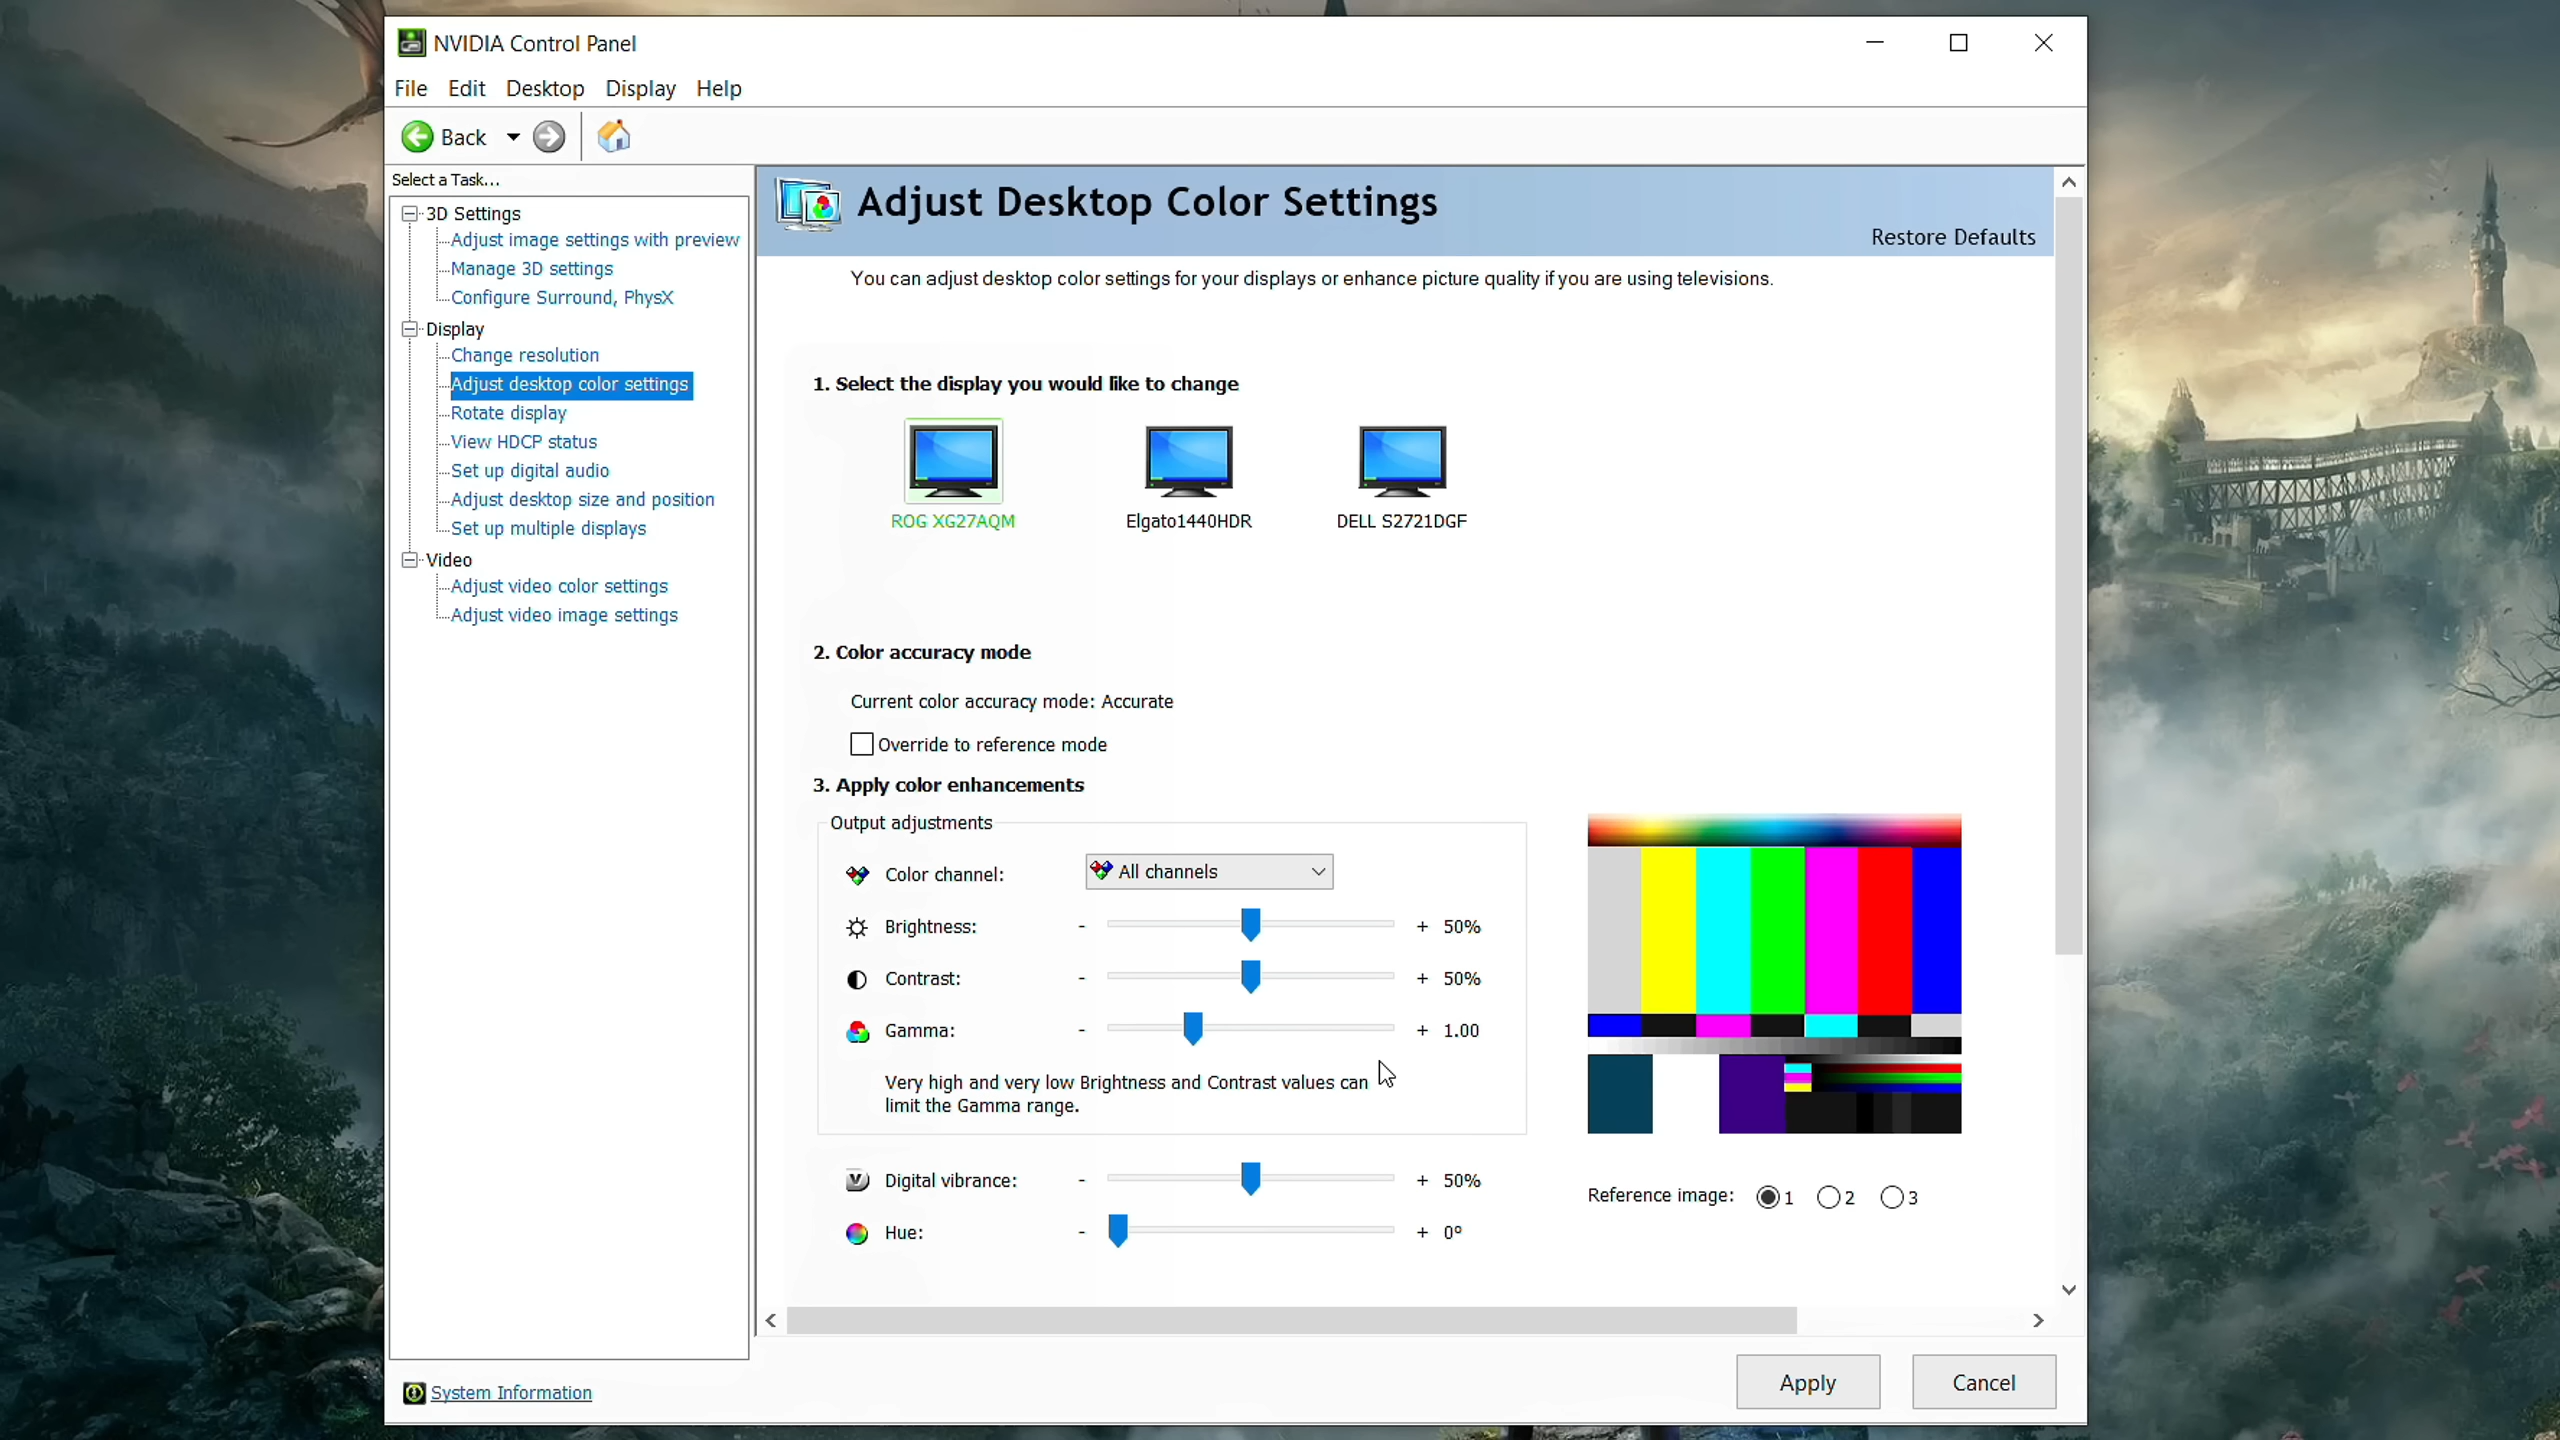 NVIDIA Control Panel
File Edit Desktop Display Help
Back
Select a Task...
3D Settings
Adjust image settings with preview
Manage 3D settings
Configure Surround, PhysX
Display
Change resolution
Adjust desktop color settings
Rotate display
View HDCP status
Set up digital audio
Adjust desktop size and position
Set up multiple displays
Video
Adjust video color settings
Adjust video image settings
System Information
Adjust Desktop Color Settings
Restore Defaults
You can adjust desktop color settings for your displays or enhance picture quality if you are using televisions.
1. Select the display you would like to change
ROG XG27AQM Elgato1440HDR DELL S2721DGF
2. Color accuracy mode
Current color accuracy mode: Accurate
Override to reference mode
3. Apply color enhancements
Output adjustments
Color channel: All channels
Brightness: - + 50%
Contrast: - + 50%
Gamma: - + 1.00
Very high and very low Brightness and Contrast values can
limit the Gamma range.
Digital vibrance: - + 50%
Hue: - + 0º
Reference image: 1 2 3
Apply Cancel